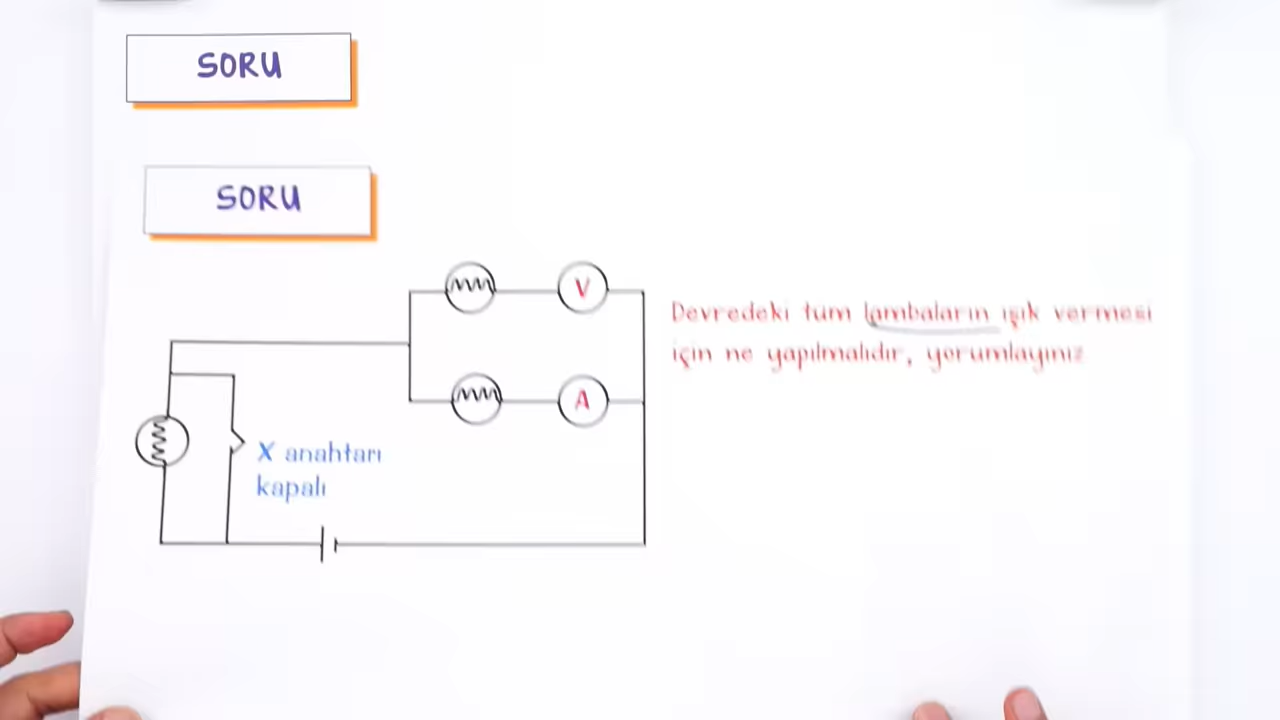 SORU
SORU
V
Devredeki tüm lambaların ışık vermesi
için ne yapılmalıdır, yorumlayınız
A
X anahtarı
kapalı